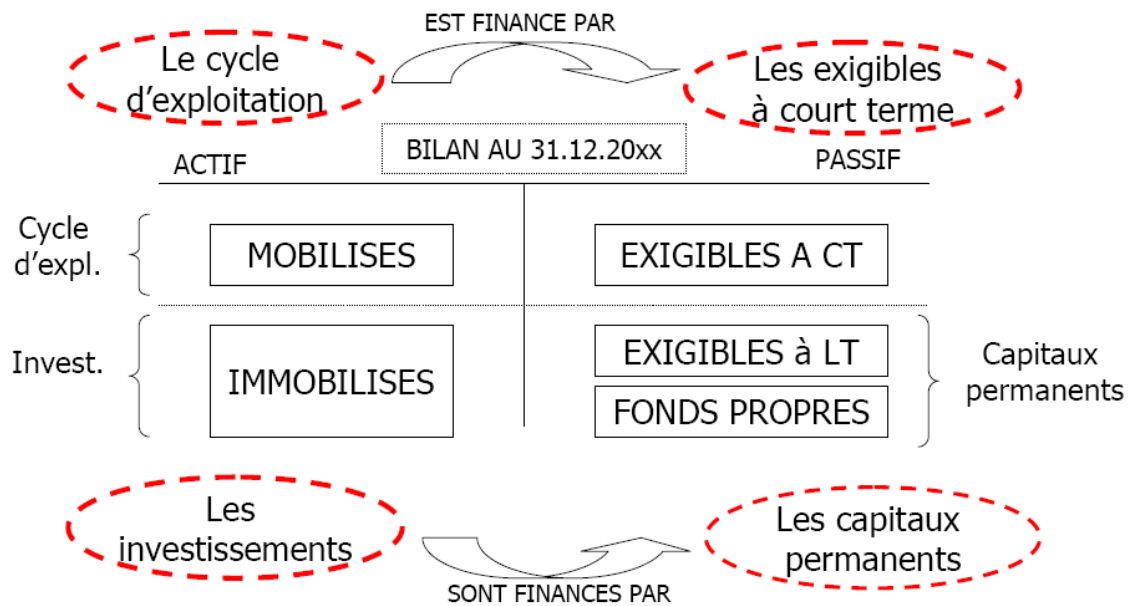 EST FINANCE PAR
Le cycle
d'exploitation
Les exigibles
à court terme
BILAN AU 31.12.20xx
ACTIF
PASSIF
Cycle
d'expl.
MOBILISES
EXIGIBLES A CT
Invest.
IMMOBILISES
EXIGIBLES à LT
FONDS PROPRES
Capitaux
permanents
Les
investissements
Les capitaux
permanents
SONT FINANCES PAR